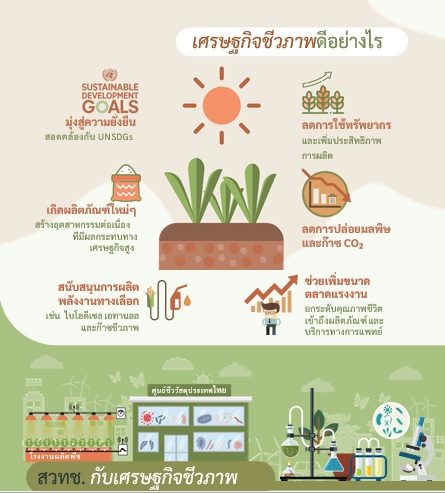 เศรษฐกิจชีวภาพดีอย่างไร
SUSTAINABLE
DEVELOPMENT
GOALS
มุ่งสู่ความยั่งยืน
สอดคล้องกับ UNSDGs
ลดการใช้ทรัพยากร
และเพิ่มประสิทธิภาพ
การผลิต
เกิดผลิตภัณฑ์ใหม่ๆ
สร้างอุตสาหกรรมต่อเนื่อง
ที่มีผลกระทบทาง
เศรษฐกิจสูง
ลดการปล่อยมลพิษ
และก๊าซ CO₂
สนับสนุนการผลิต
พลังงานทางเลือก
เช่น ไบโอดีเซล เอทานอล
และก๊าซชีวภาพ
ช่วยเพิ่มขนาด
ตลาดแรงงาน
ยกระดับคุณภาพชีวิต
เข้าถึงผลิตภัณฑ์ และ
บริการทางการแพทย์
ศูนย์ชีววัสดุประเทศไทย
โรงงานผลิตพืช
สวทช. กับเศรษฐกิจชีวภาพ